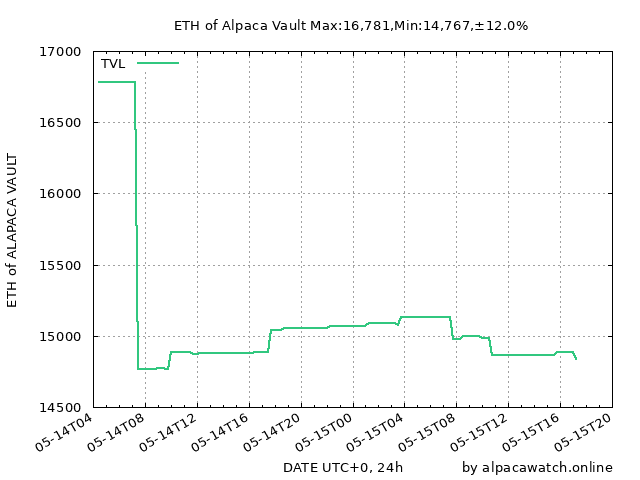 ETH of Alpaca Vault Max:16,781,Min:14,767,±12.0%
TVL
17000
16500
16000
15500
15000
14500
ETH of ALAPACA VAULT
05-14T04
05-14T08
05-14T12
05-14T16
05-14T20
05-15T00
05-15T04
05-15T08
05-15T12
05-15T16
05-15T20
DATE UTC+0, 24h
by alpacawatch.online